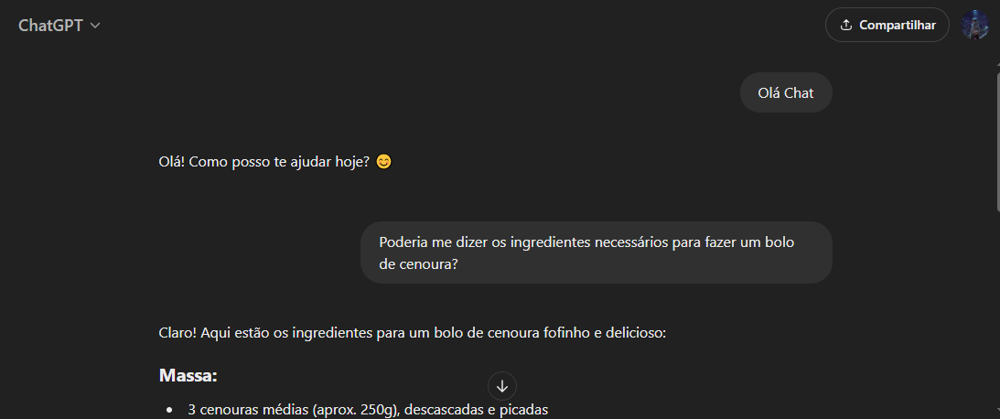 ChatGPT
Compartilhar
Olá Chat
Olá! Como posso te ajudar hoje? 😊
Poderia me dizer os ingredientes necessários para fazer um bolo
de cenoura?
Claro! Aqui estão os ingredientes para um bolo de cenoura fofinho e delicioso:
Massa:
• 3 cenouras médias (aprox. 250g), descascadas e picadas